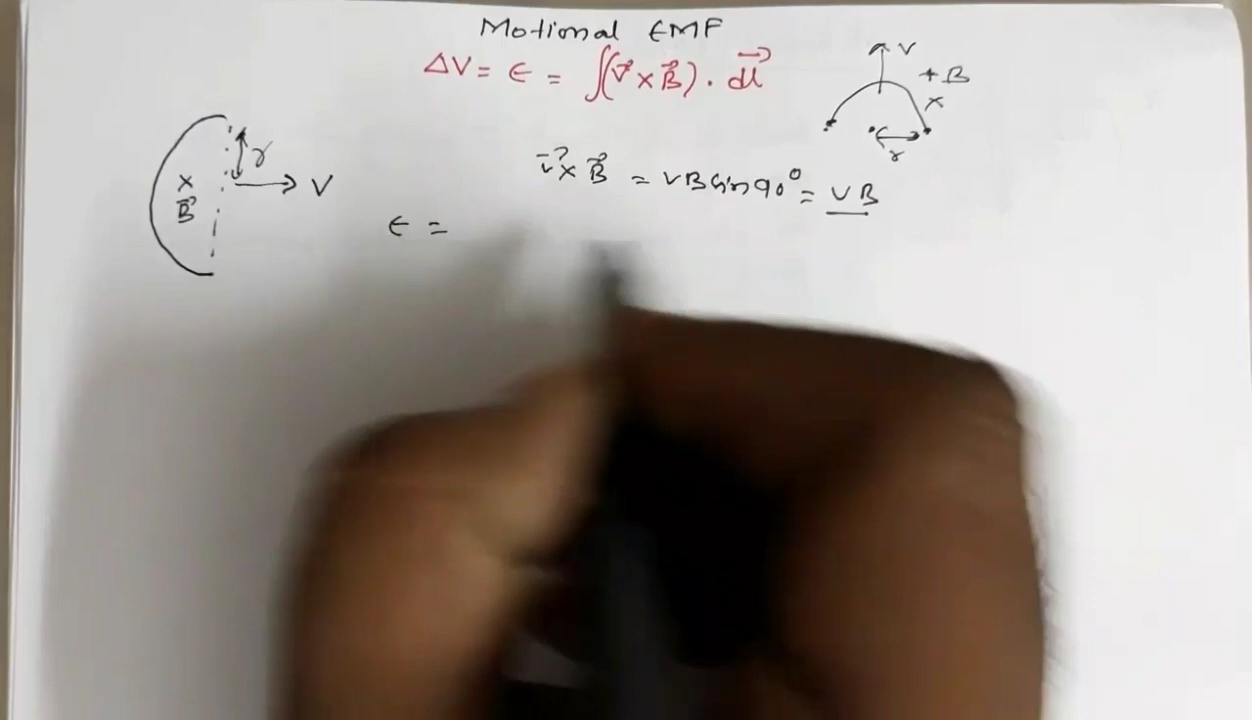 Motional EMF
ΔV = ϵ = ∫(v⃗ × B⃗) · dl⃗
V
+ B
x
r
r
V
x
B⃗
v⃗ × B⃗ = VB sin 90° = VB
ϵ =